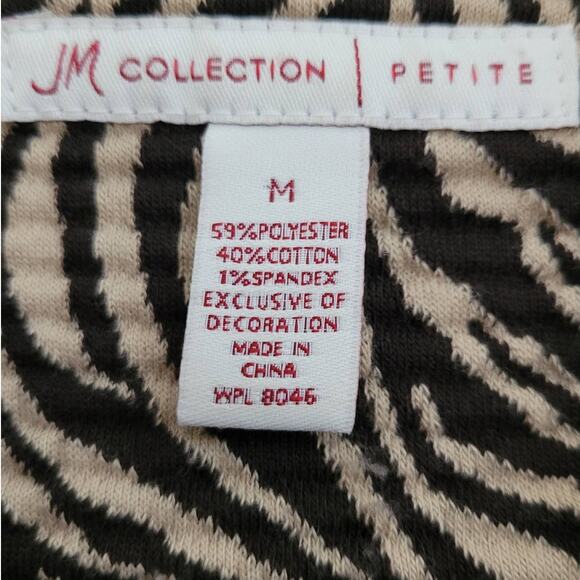 JM COLLECTION | PETITE
M
59%POLYESTER
40%COTTON
1%SPANDEX
EXCLUSIVE OF
DECORATION
MADE IN
CHINA
WPL 8046